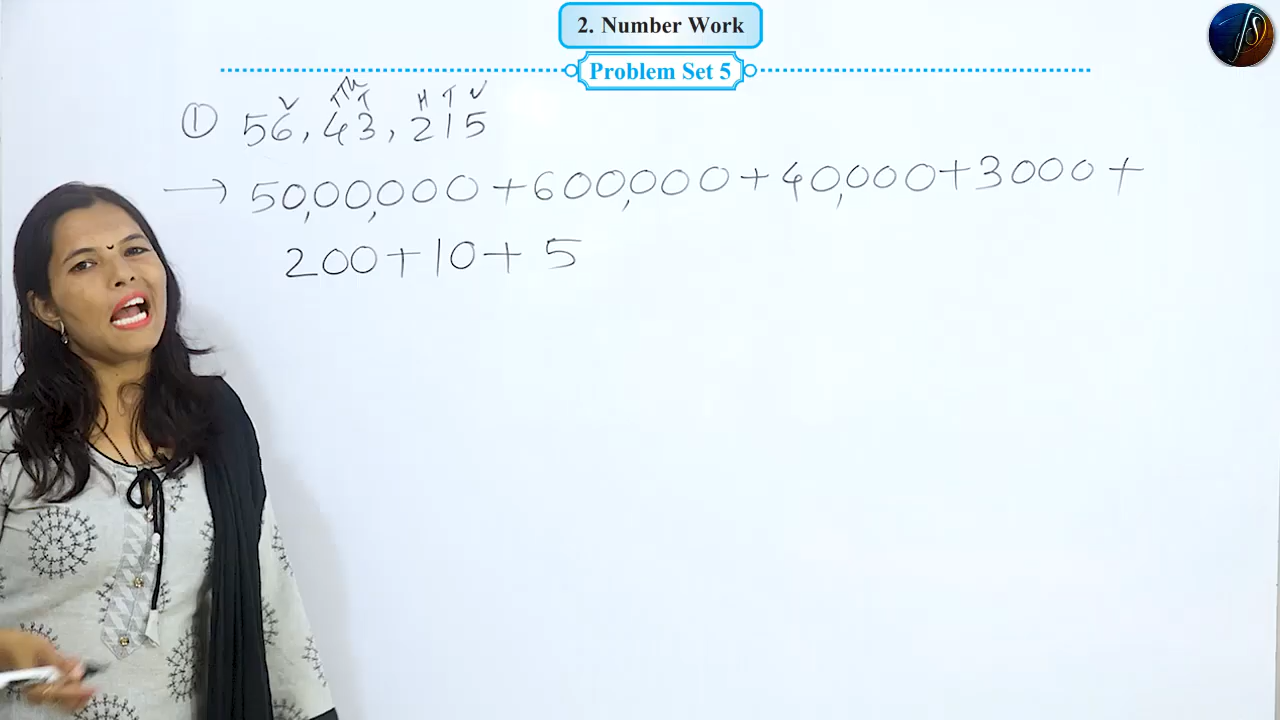 2. Number Work
Problem Set 5
TTh T H T U
① 56,43,215
→ 50,00,000 + 600,000 + 40,000 + 3000 +
200 + 10 + 5